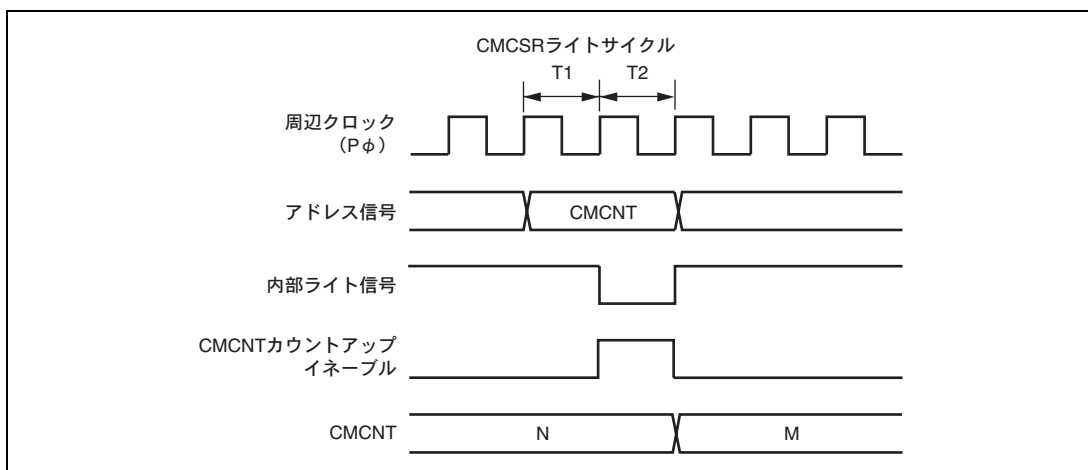 CMCSRライトサイクル
T1 T2
周辺クロック
(Pφ)
アドレス信号
CMCNT
内部ライト信号
CMCNTカウントアップ
イネーブル
CMCNT
N
M